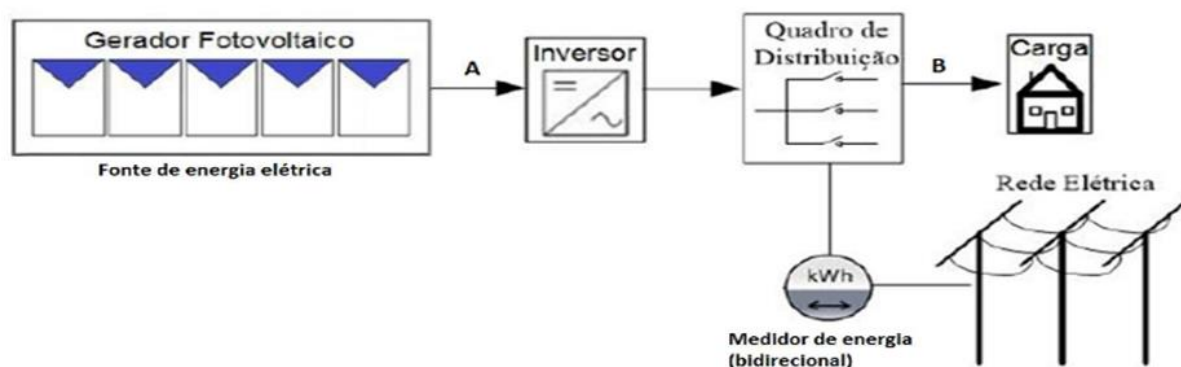 Gerador Fotovoltaico
Fonte de energia elétrica
A
Inversor
Quadro de
Distribuição
B
Carga
Rede Elétrica
kWh
Medidor de energia
(bidirecional)